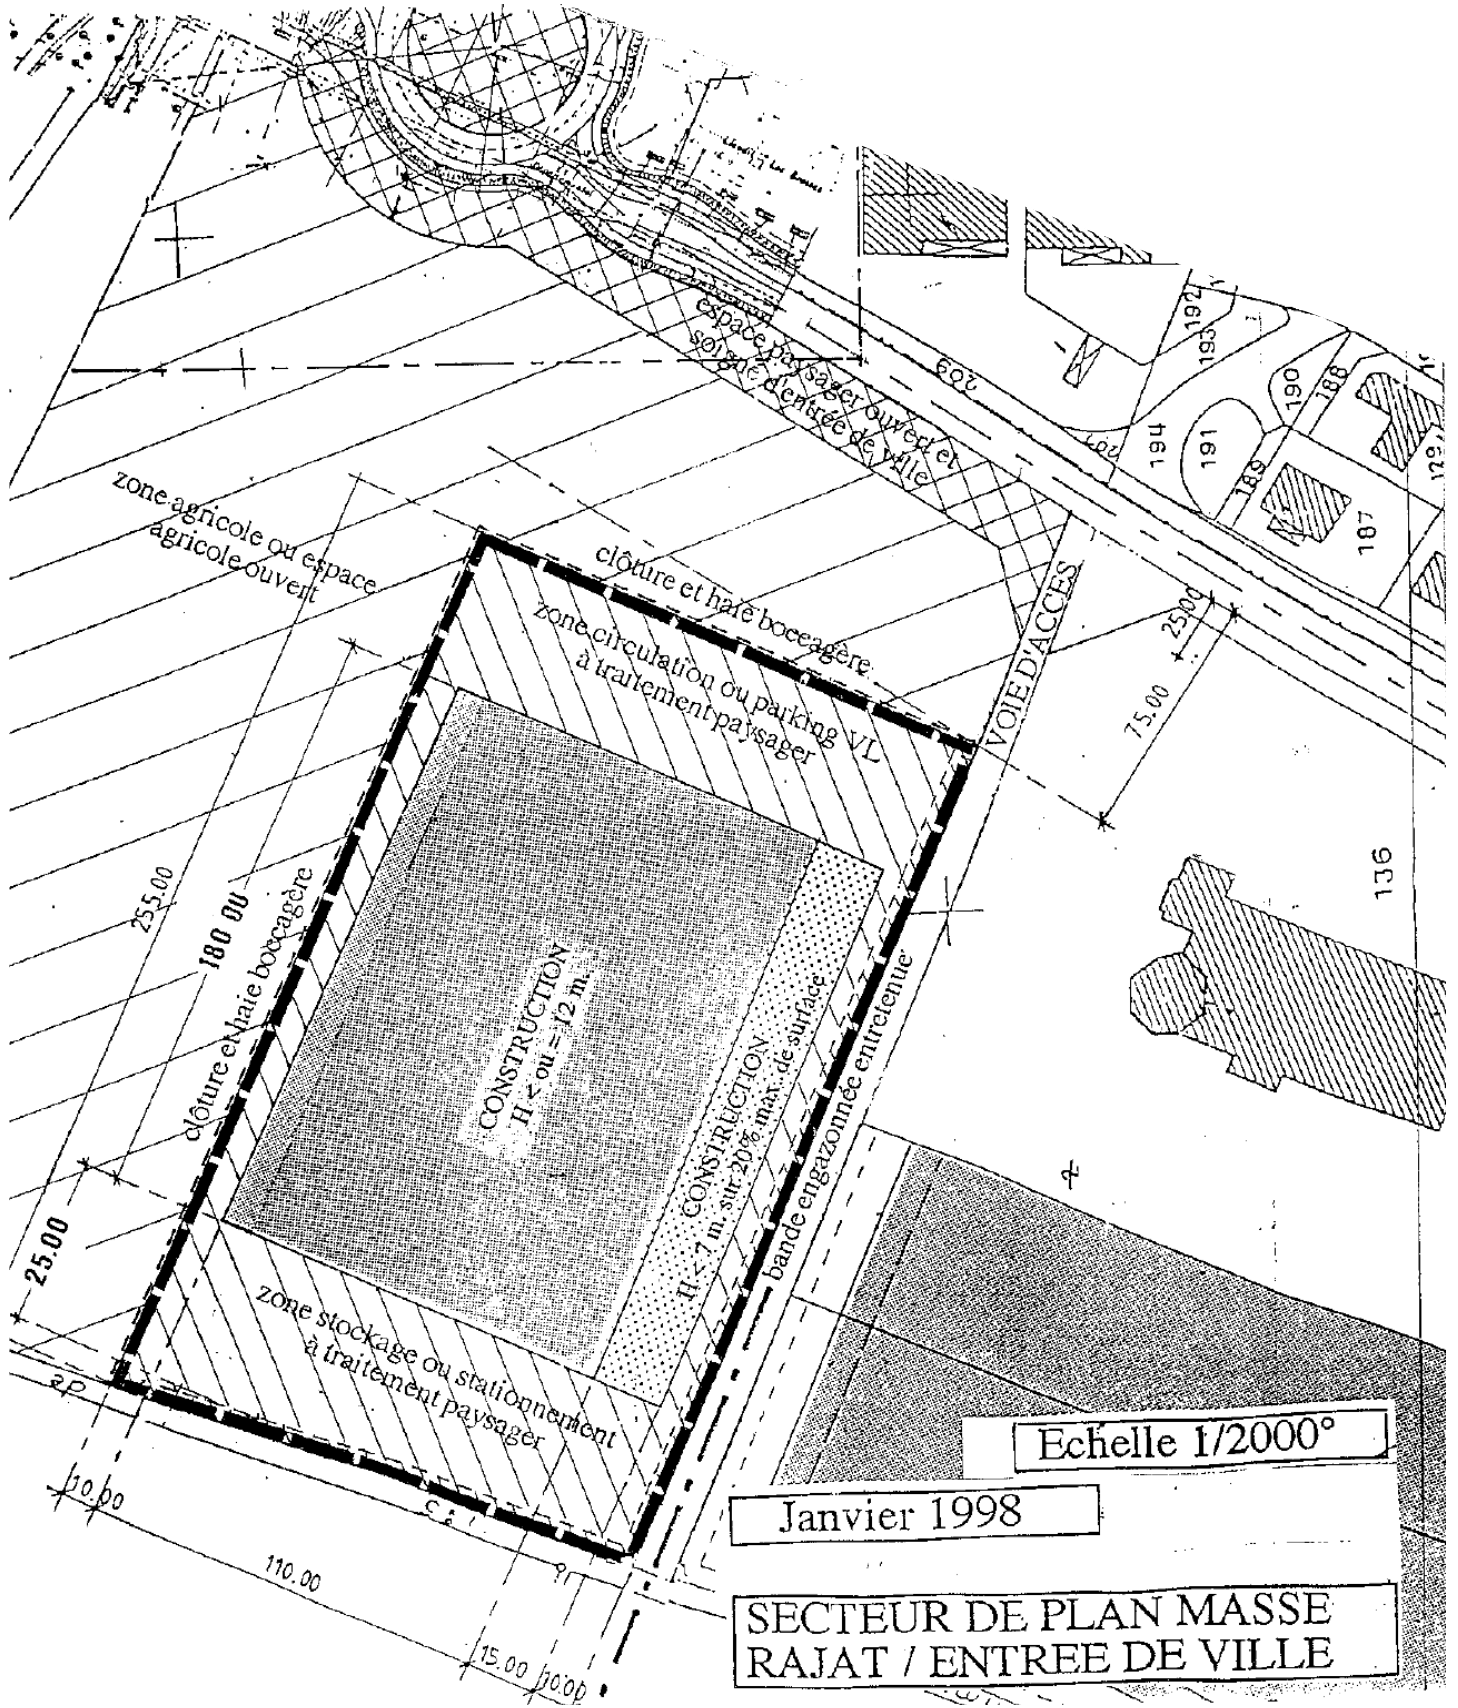 espace paysager ouvert et
soigné d'entrée de ville
209
209
192
193
194
191
190
188
189
187
129
136
zone agricole ou espace
agricole ouvert
clôture et haie boccagère
zone circulation ou parking VL
à traitement paysager
VOIE D'ACCES
25.00
75.00
255.00
180 00
25.00
clôture et haie boccagère
CONSTRUCTION
H < ou = 12 m.
CONSTRUCTION
H < 7 m. sur 20% max. de surface
bande engazonnée entretenue
zone stockage ou stationnement
à traitement paysager
10.00
110.00
15.00
10.00
Echelle 1/2000°
Janvier 1998
SECTEUR DE PLAN MASSE
RAJAT / ENTREE DE VILLE